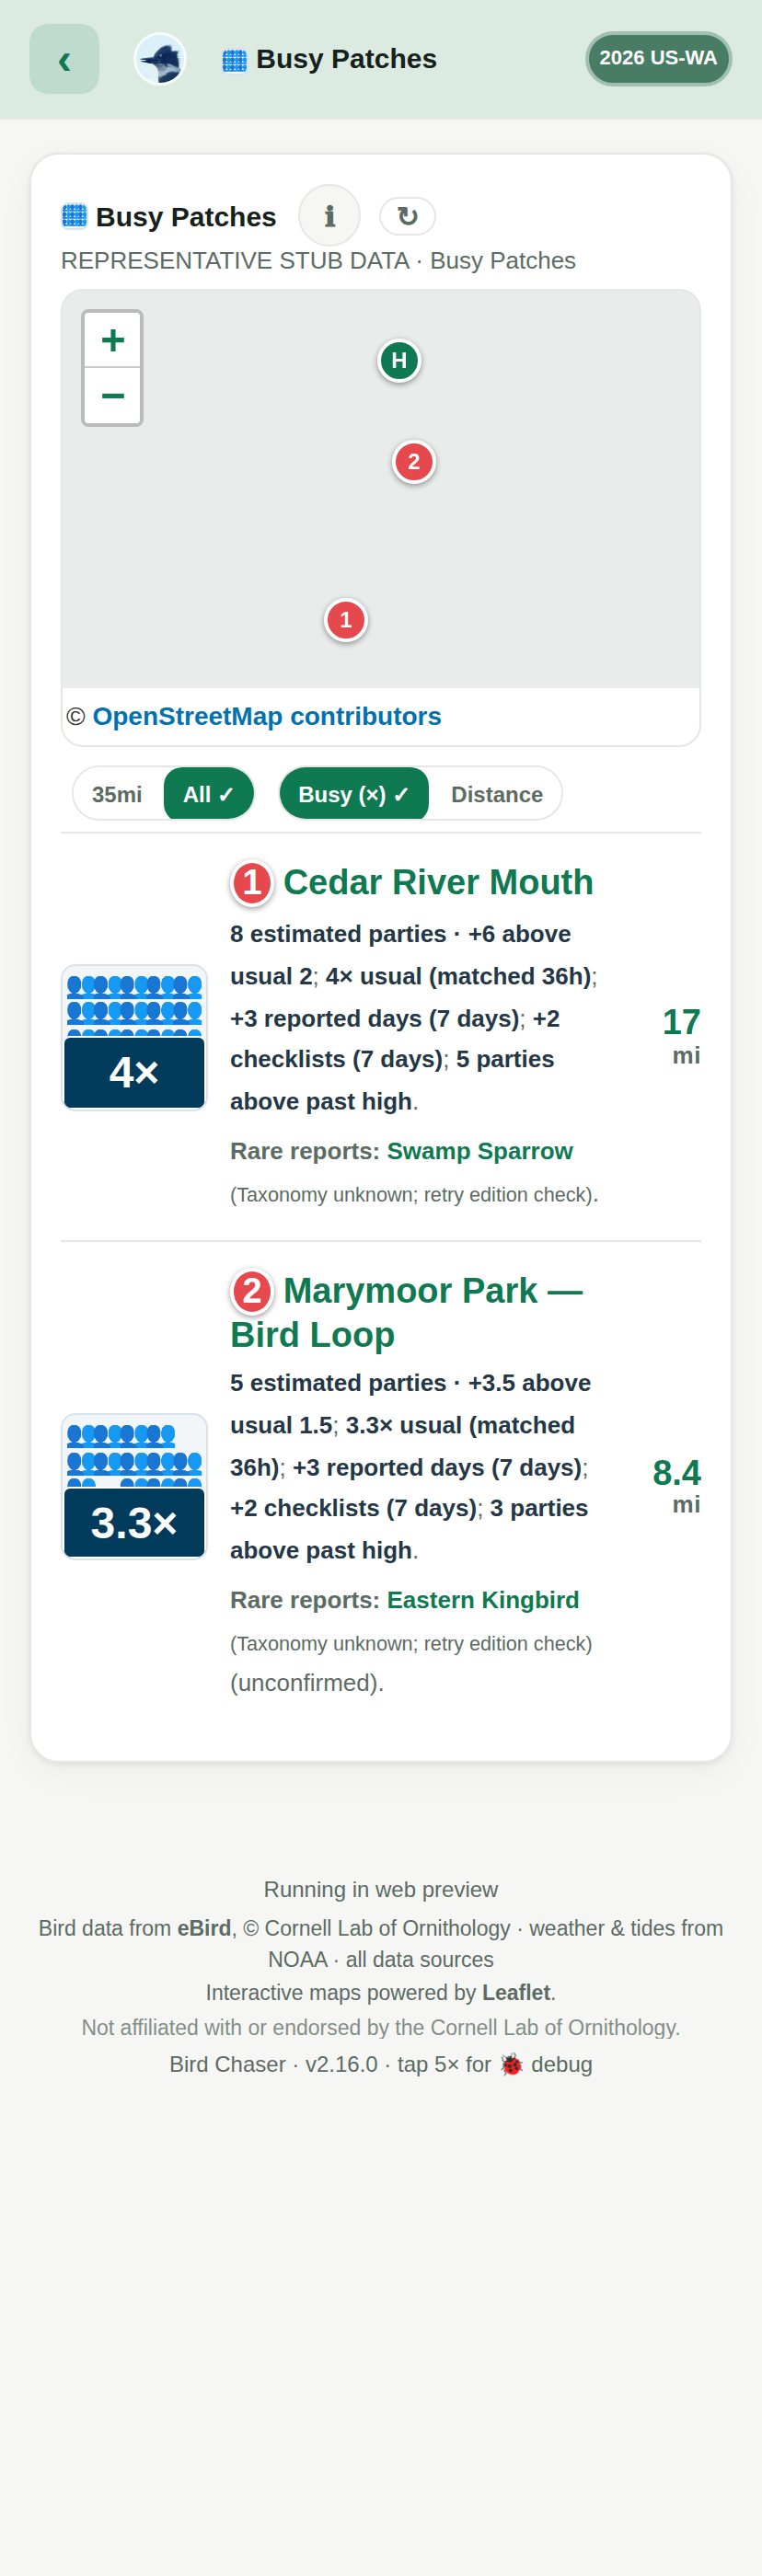 ‹
Busy Patches
2026 US-WA
Busy Patches
ℹ
↻
REPRESENTATIVE STUB DATA · Busy Patches
+
−
H
2
1
© OpenStreetMap contributors
35mi
All ✓
Busy (×) ✓
Distance
1 Cedar River Mouth
8 estimated parties · +6 above
usual 2; 4× usual (matched 36h);
+3 reported days (7 days); +2
checklists (7 days); 5 parties
above past high.
4×
17
mi
Rare reports: Swamp Sparrow
(Taxonomy unknown; retry edition check).
2 Marymoor Park —
Bird Loop
5 estimated parties · +3.5 above
usual 1.5; 3.3× usual (matched
36h); +3 reported days (7 days);
+2 checklists (7 days); 3 parties
above past high.
3.3×
8.4
mi
Rare reports: Eastern Kingbird
(Taxonomy unknown; retry edition check)
(unconfirmed).
Running in web preview
Bird data from eBird, © Cornell Lab of Ornithology · weather & tides from
NOAA · all data sources
Interactive maps powered by Leaflet.
Not affiliated with or endorsed by the Cornell Lab of Ornithology.
Bird Chaser · v2.16.0 · tap 5× for 🐞 debug